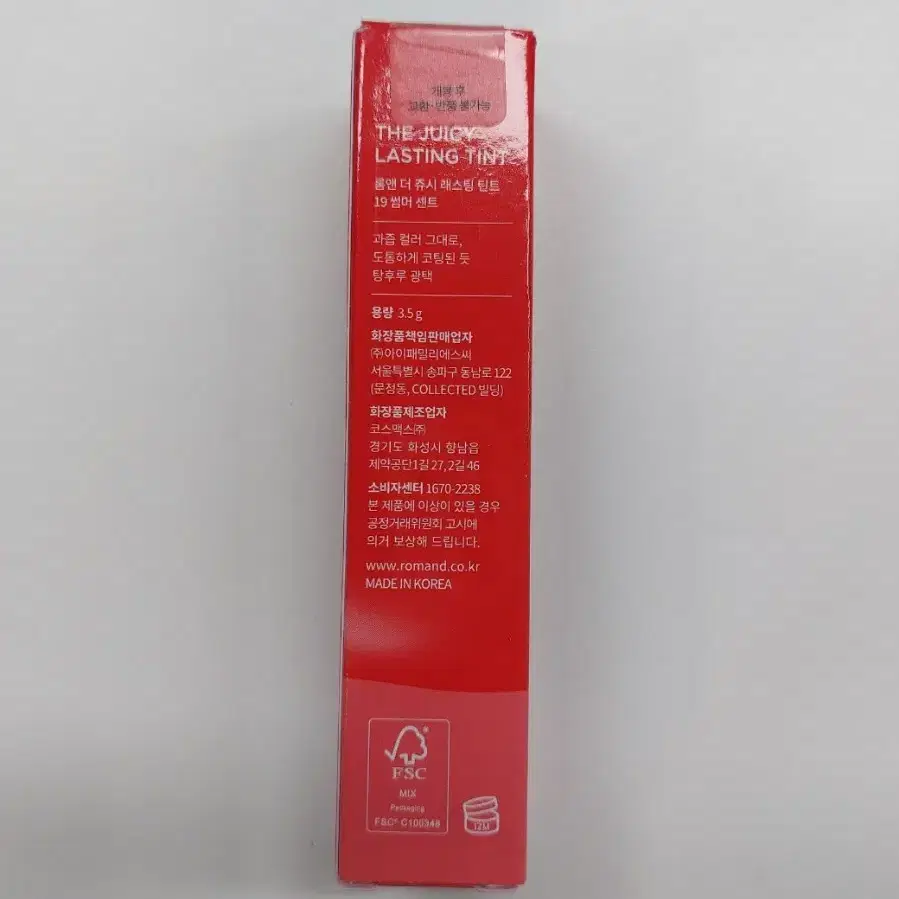 개봉 후
교환·반품 불가능
THE JUICY
LASTING TINT
롬앤 더 쥬시 래스팅 틴트
19 썸머 센트
과즙 컬러 그대로,
도톰하게 코팅된 듯
탕후루 광택
용량 3.5 g
화장품책임판매업자
㈜아이패밀리에스씨
서울특별시 송파구 동남로 122
(문정동, COLLECTED 빌딩)
화장품제조업자
코스맥스㈜
경기도 화성시 향남읍
제약공단1길 27, 2길 46
소비자센터 1670-2238
본 제품에 이상이 있을 경우
공정거래위원회 고시에
의거 보상해 드립니다.
www.romand.co.kr
MADE IN KOREA
FSC
MIX
Packaging
FSC® C100348
12M